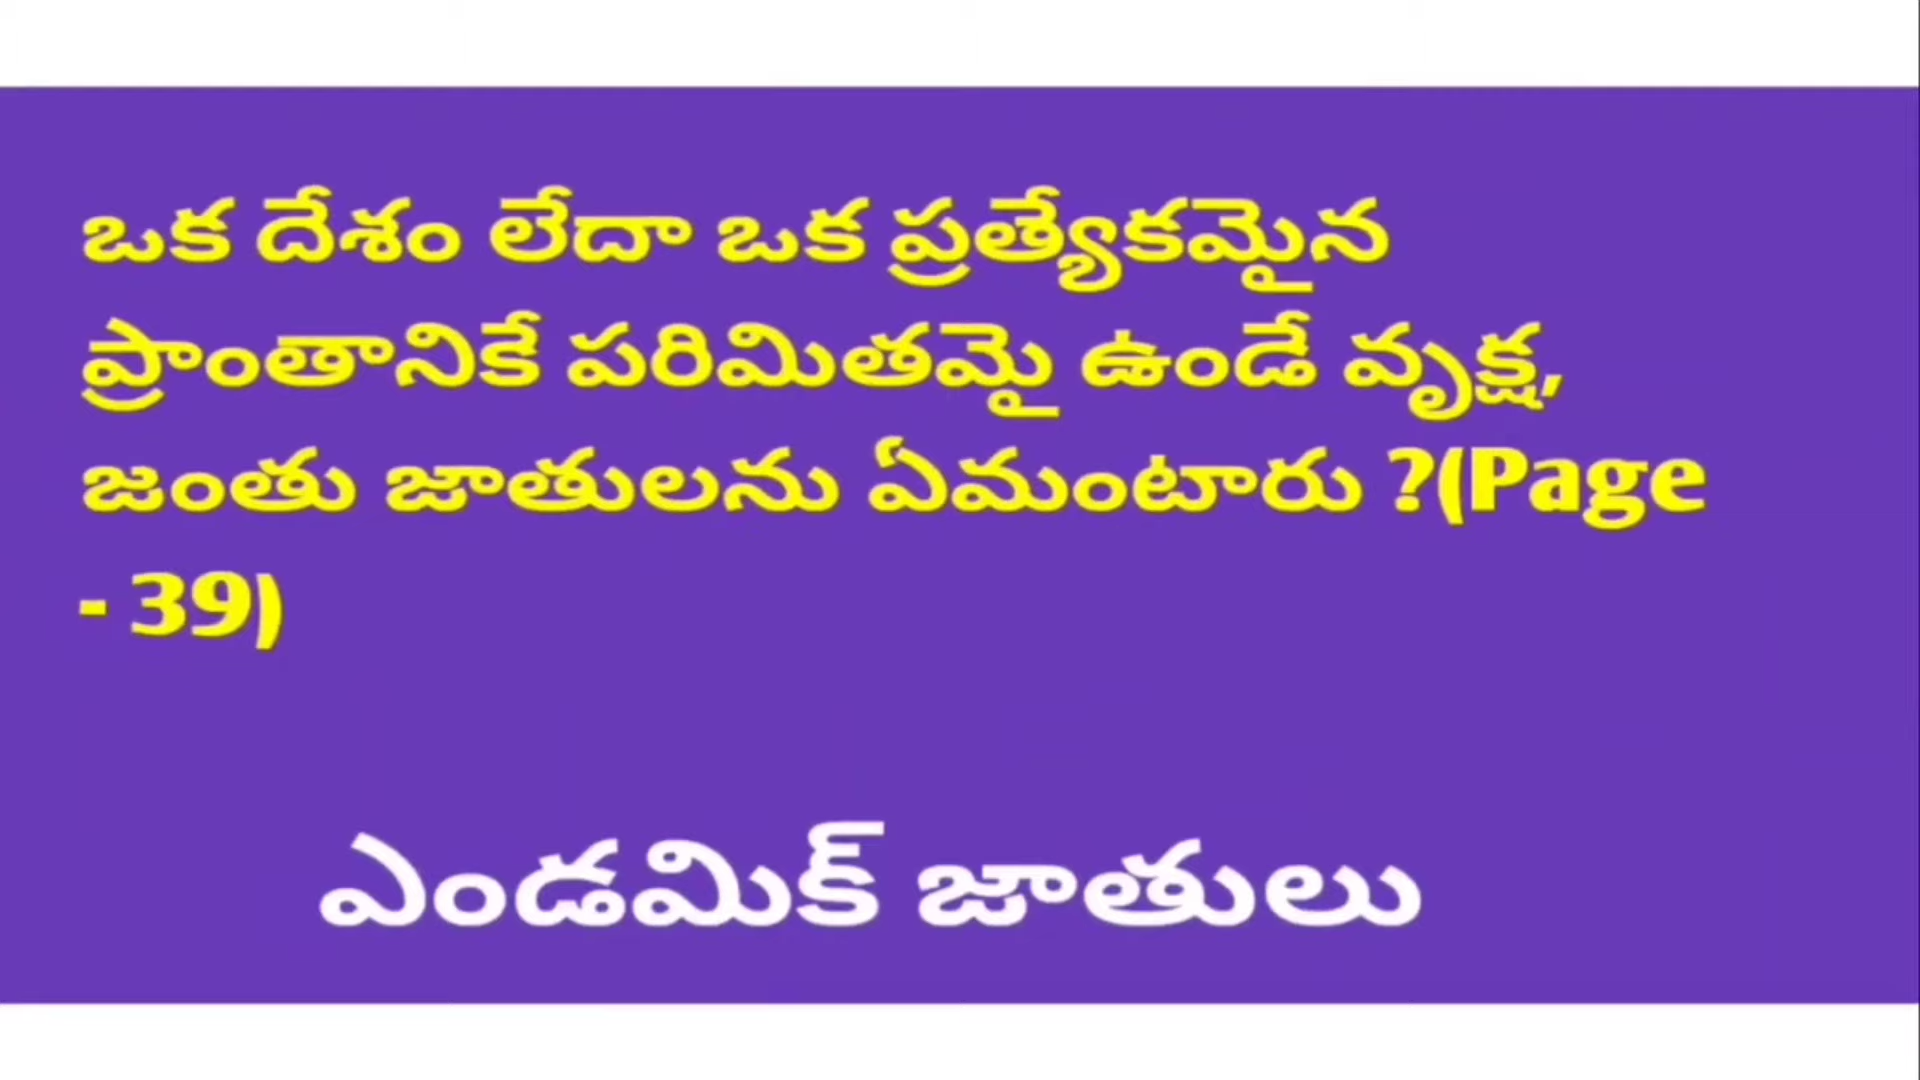 ఒక దేశం లేదా ఒక ప్రత్యేకమైన
ప్రాంతానికే పరిమితమై ఉండే వృక్ష,
జంతు జాతులను ఏమంటారు ?(Page
- 39)
ఎండమిక్ జాతులు